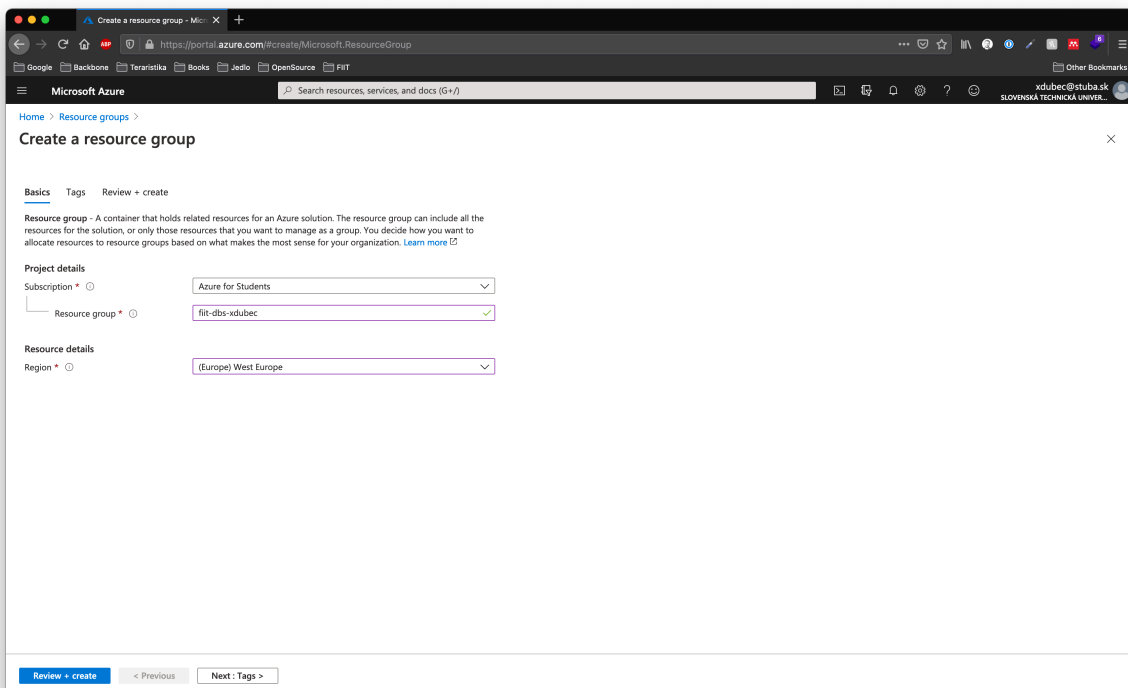 Create a resource group - Micro
https://portal.azure.com/#create/Microsoft.ResourceGroup
Google Backbone Teraristika Books Jedlo OpenSource FIIT Other Bookmarks
Microsoft Azure
Search resources, services, and docs (G+/)
xdubec@stuba.sk
SLOVENSKÁ TECHNICKÁ UNIVER...
Home > Resource groups >
Create a resource group
Basics Tags Review + create
Resource group - A container that holds related resources for an Azure solution. The resource group can include all the
resources for the solution, or only those resources that you want to manage as a group. You decide how you want to
allocate resources to resource groups based on what makes the most sense for your organization. Learn more
Project details
Subscription * Azure for Students
Resource group * fiit-dbs-xdubec
Resource details
Region * (Europe) West Europe
Review + create < Previous Next : Tags >